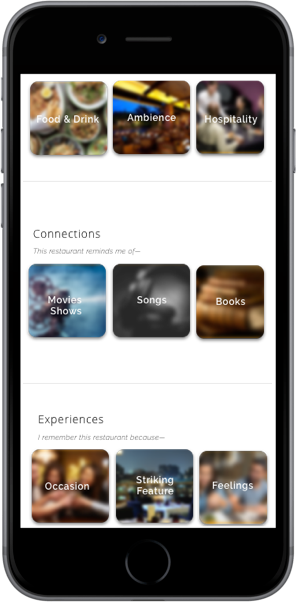 Food & Drink
Ambience
Hospitality
Connections
This restaurant reminds me of—
Movies
Shows
Songs
Books
Experiences
I remember this restaurant because—
Occasion
Striking
Feature
Feelings